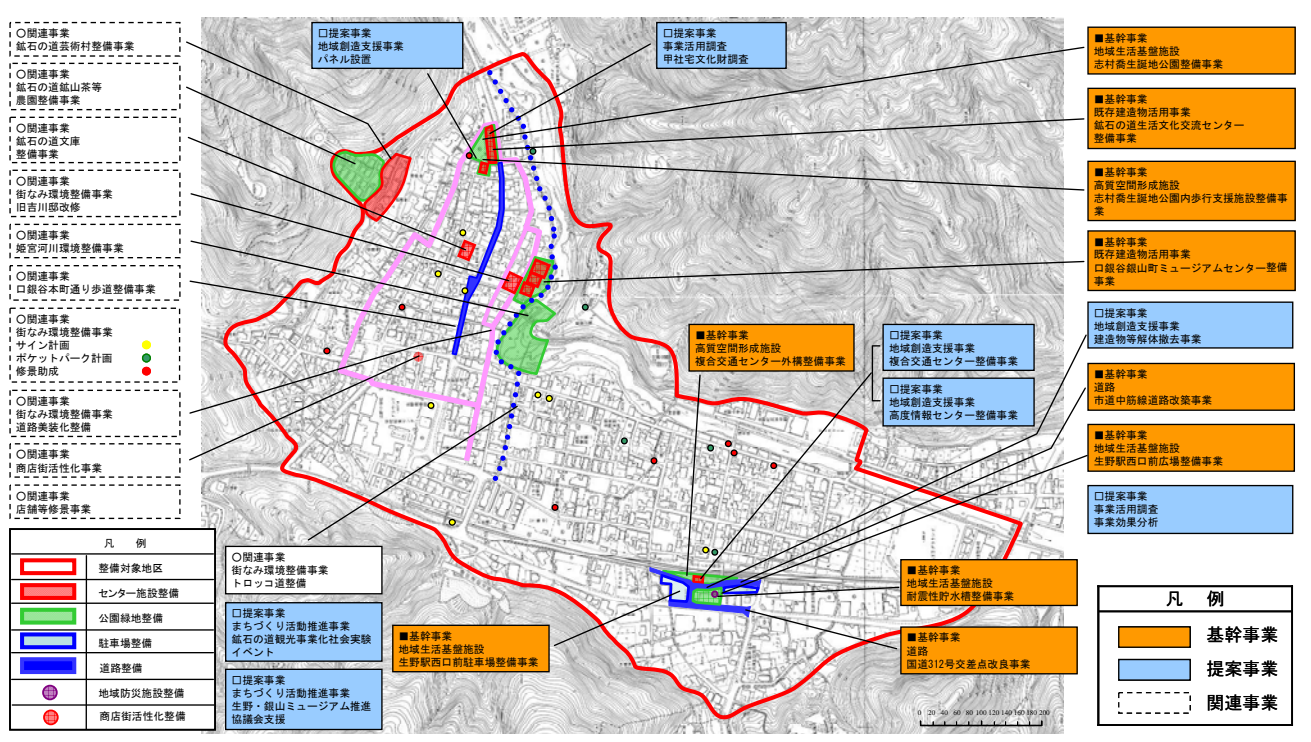 ○関連事業
鉱石の道芸術村整備事業
○関連事業
鉱石の道鉱山茶等
農園整備事業
○関連事業
鉱石の道文庫
整備事業
○関連事業
街なみ環境整備事業
旧吉川邸改修
○関連事業
姫宮河川環境整備事業
○関連事業
口銀谷本町通り歩道整備事業
○関連事業
街なみ環境整備事業
サイン計画
ポケットパーク計画
修景助成
○関連事業
街なみ環境整備事業
道路美装化整備
○関連事業
商店街活性化事業
○関連事業
店舗等修景事業
凡 例
整備対象地区
センター施設整備
公園緑地整備
駐車場整備
道路整備
地域防災施設整備
商店街活性化整備
□提案事業
地域創造支援事業
パネル設置
□提案事業
事業活用調査
甲社宅文化財調査
■基幹事業
地域生活基盤施設
志村喬生誕地公園整備事業
■基幹事業
既存建造物活用事業
鉱石の道生活文化交流センター
整備事業
■基幹事業
高質空間形成施設
志村喬生誕地公園内歩行支援施設整備事
業
■基幹事業
既存建造物活用事業
口銀谷銀山町ミュージアムセンター整備
事業
□提案事業
地域創造支援事業
建造物等解体撤去事業
■基幹事業
道路
市道中筋線道路改築事業
■基幹事業
地域生活基盤施設
生野駅西口前広場整備事業
□提案事業
事業活用調査
事業効果分析
■基幹事業
高質空間形成施設
複合交通センター外構整備事業
□提案事業
地域創造支援事業
複合交通センター整備事業
□提案事業
地域創造支援事業
高度情報センター整備事業
○関連事業
街なみ環境整備事業
トロッコ道整備
□提案事業
まちづくり活動推進事業
鉱石の道観光事業化社会実験
イベント
□提案事業
まちづくり活動推進事業
生野・銀山ミュージアム推進
協議会支援
■基幹事業
地域生活基盤施設
生野駅西口前駐車場整備事業
■基幹事業
地域生活基盤施設
耐震性貯水槽整備事業
■基幹事業
道路
国道312号交差点改良事業
0 20 40 60 80 100 120 140 160 180 200
凡 例
基幹事業
提案事業
関連事業